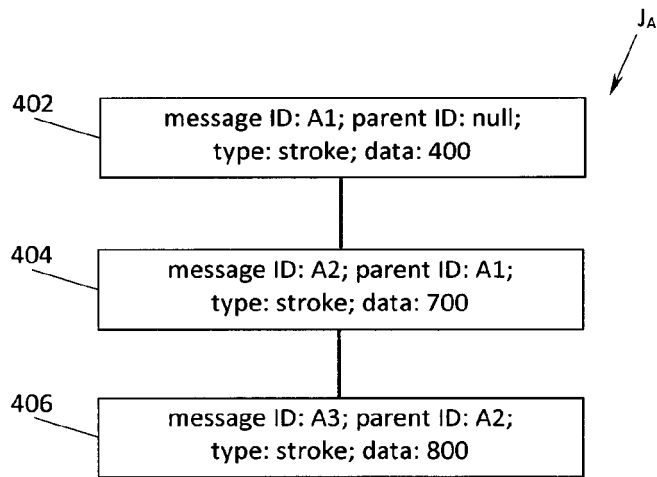 J_A
402
message ID: A1; parent ID: null;
type: stroke; data: 400
404
message ID: A2; parent ID: A1;
type: stroke; data: 700
406
message ID: A3; parent ID: A2;
type: stroke; data: 800